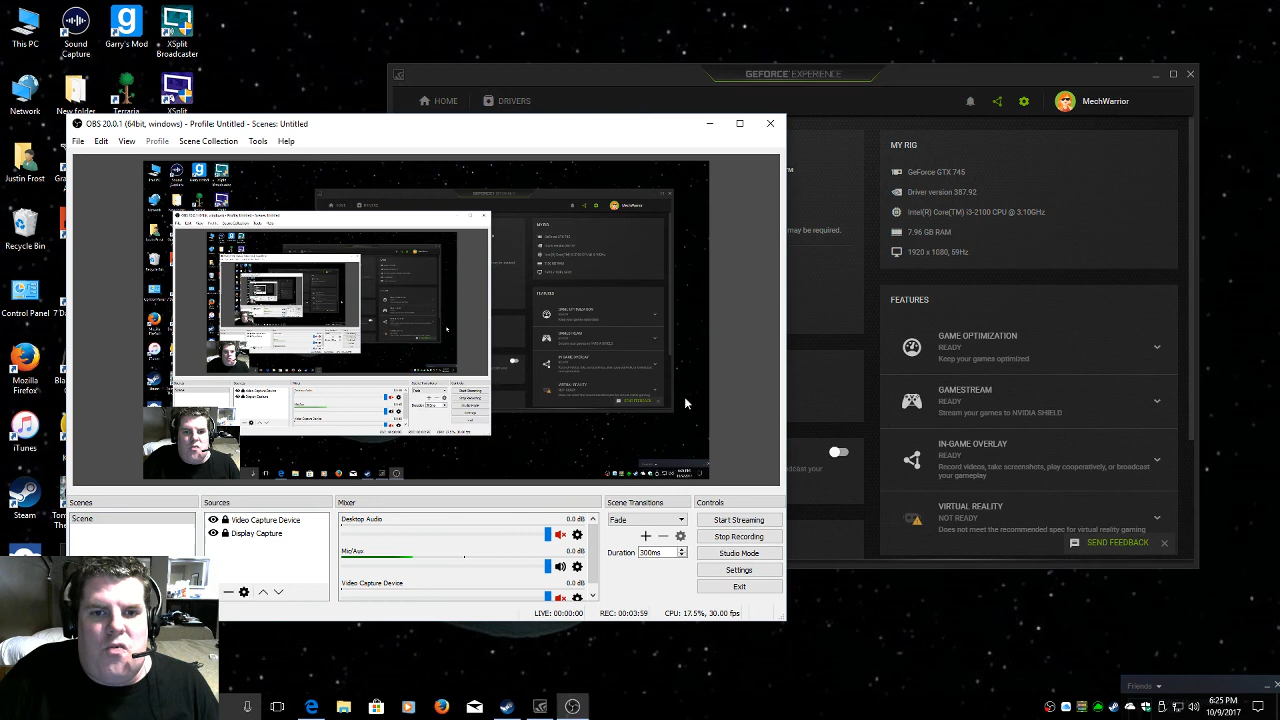 This PC
Sound Capture
Garry's Mod
XSplit Broadcaster
Network
New folder
Terraria
XSplit
Justin Frost
Recycle Bin
Control Panel
7 Da
Mozilla Firefox
iTunes
Steam
GEFORCE EXPERIENCE
HOME
DRIVERS
MechWarrior
MY RIG
GeForce GTX 745
Driver version 387.92
Intel(R) Core(TM) i3-2100 CPU @ 3.10GHz
7.96 GB RAM
1920 x 1080, 59Hz
may be required.
FEATURES
GAME OPTIMIZATION
READY
Keep your games optimized
GAMESTREAM
READY
Stream your games to NVIDIA SHIELD
IN-GAME OVERLAY
READY
Record videos, take screenshots, play cooperatively, or broadcast your gameplay
VIRTUAL REALITY
NOT READY
Does not meet the recommended spec for virtual reality gaming
SEND FEEDBACK
OBS 20.0.1 (64bit, windows) - Profile: Untitled - Scenes: Untitled
File Edit View Profile Scene Collection Tools Help
Scenes
Scene
Sources
Video Capture Device
Display Capture
Mixer
Desktop Audio 0.0 dB
Mic/Aux 0.0 dB
Video Capture Device 0.0 dB
Scene Transitions
Fade
Duration 300ms
Controls
Start Streaming
Stop Recording
Studio Mode
Settings
Exit
LIVE: 00:00:00 REC: 00:03:59 CPU: 17.5%, 30.00 fps
Friends
6:25 PM
10/9/2017